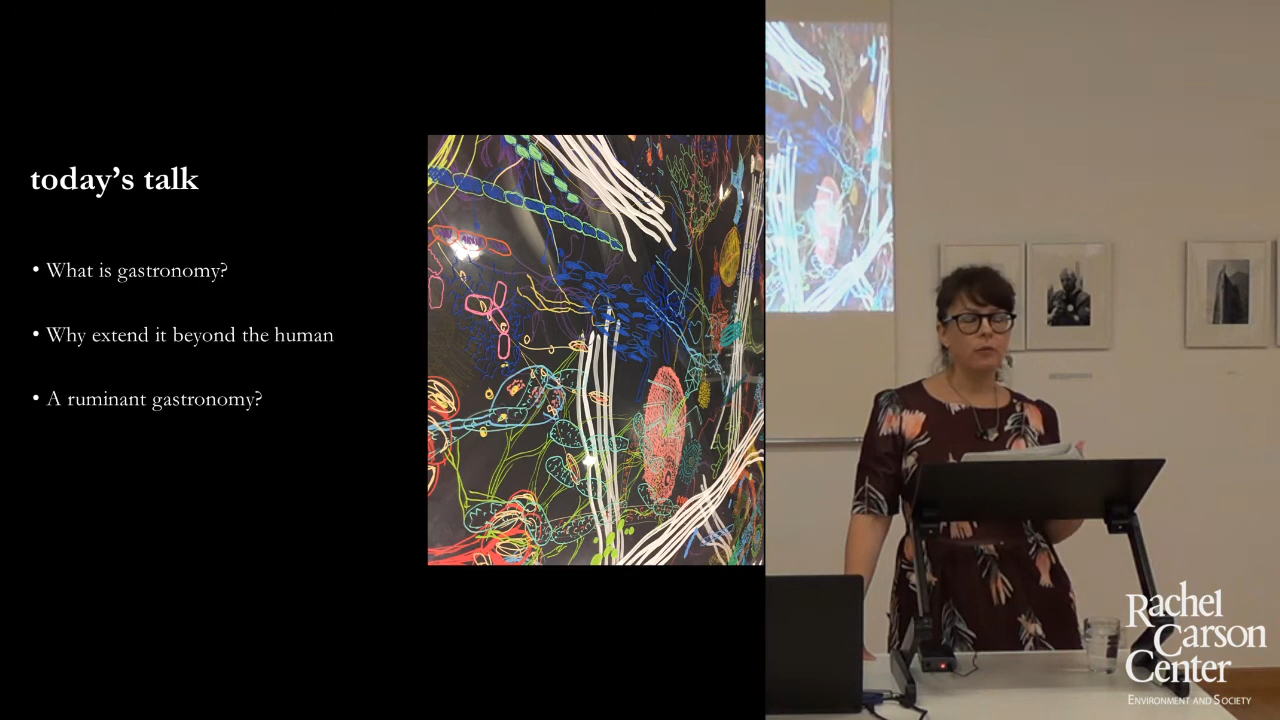 today’s talk
• What is gastronomy?
• Why extend it beyond the human
• A ruminant gastronomy?
Rachel
Carson
Center
ENVIRONMENT AND SOCIETY